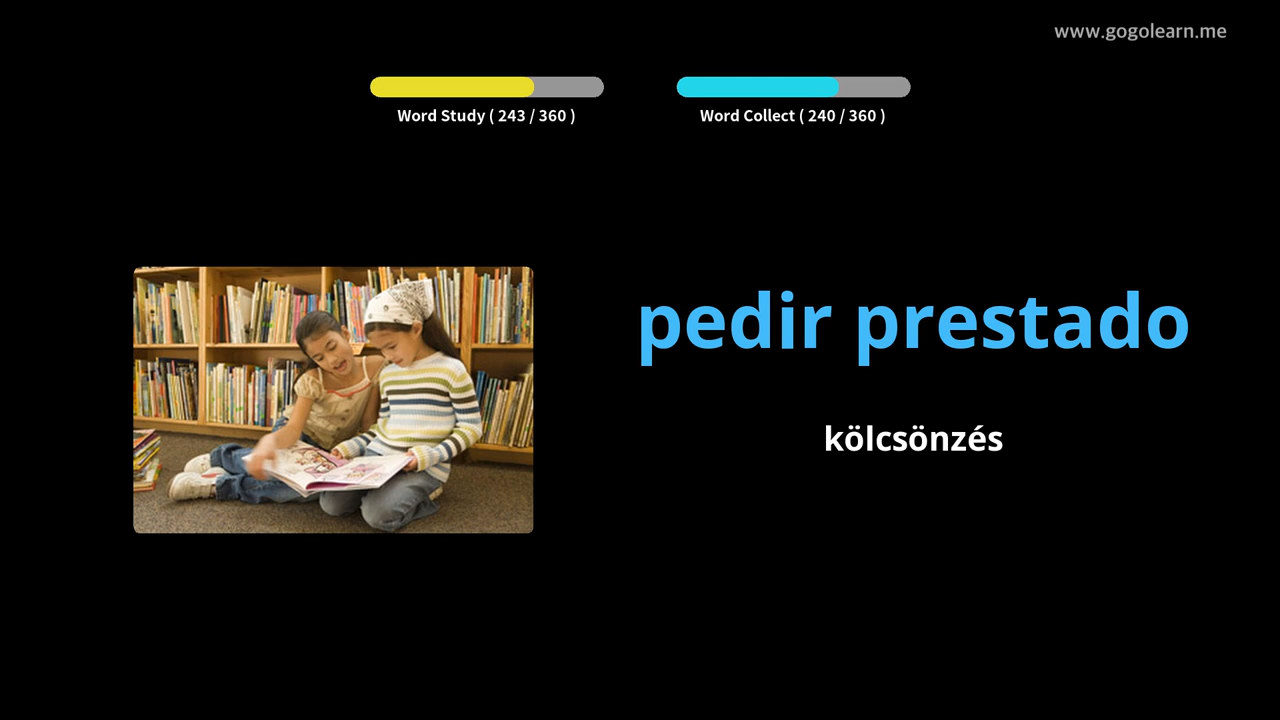 www.gogolearn.me
Word Study ( 243 / 360 )
Word Collect ( 240 / 360 )
pedir prestado
kölcsönzés